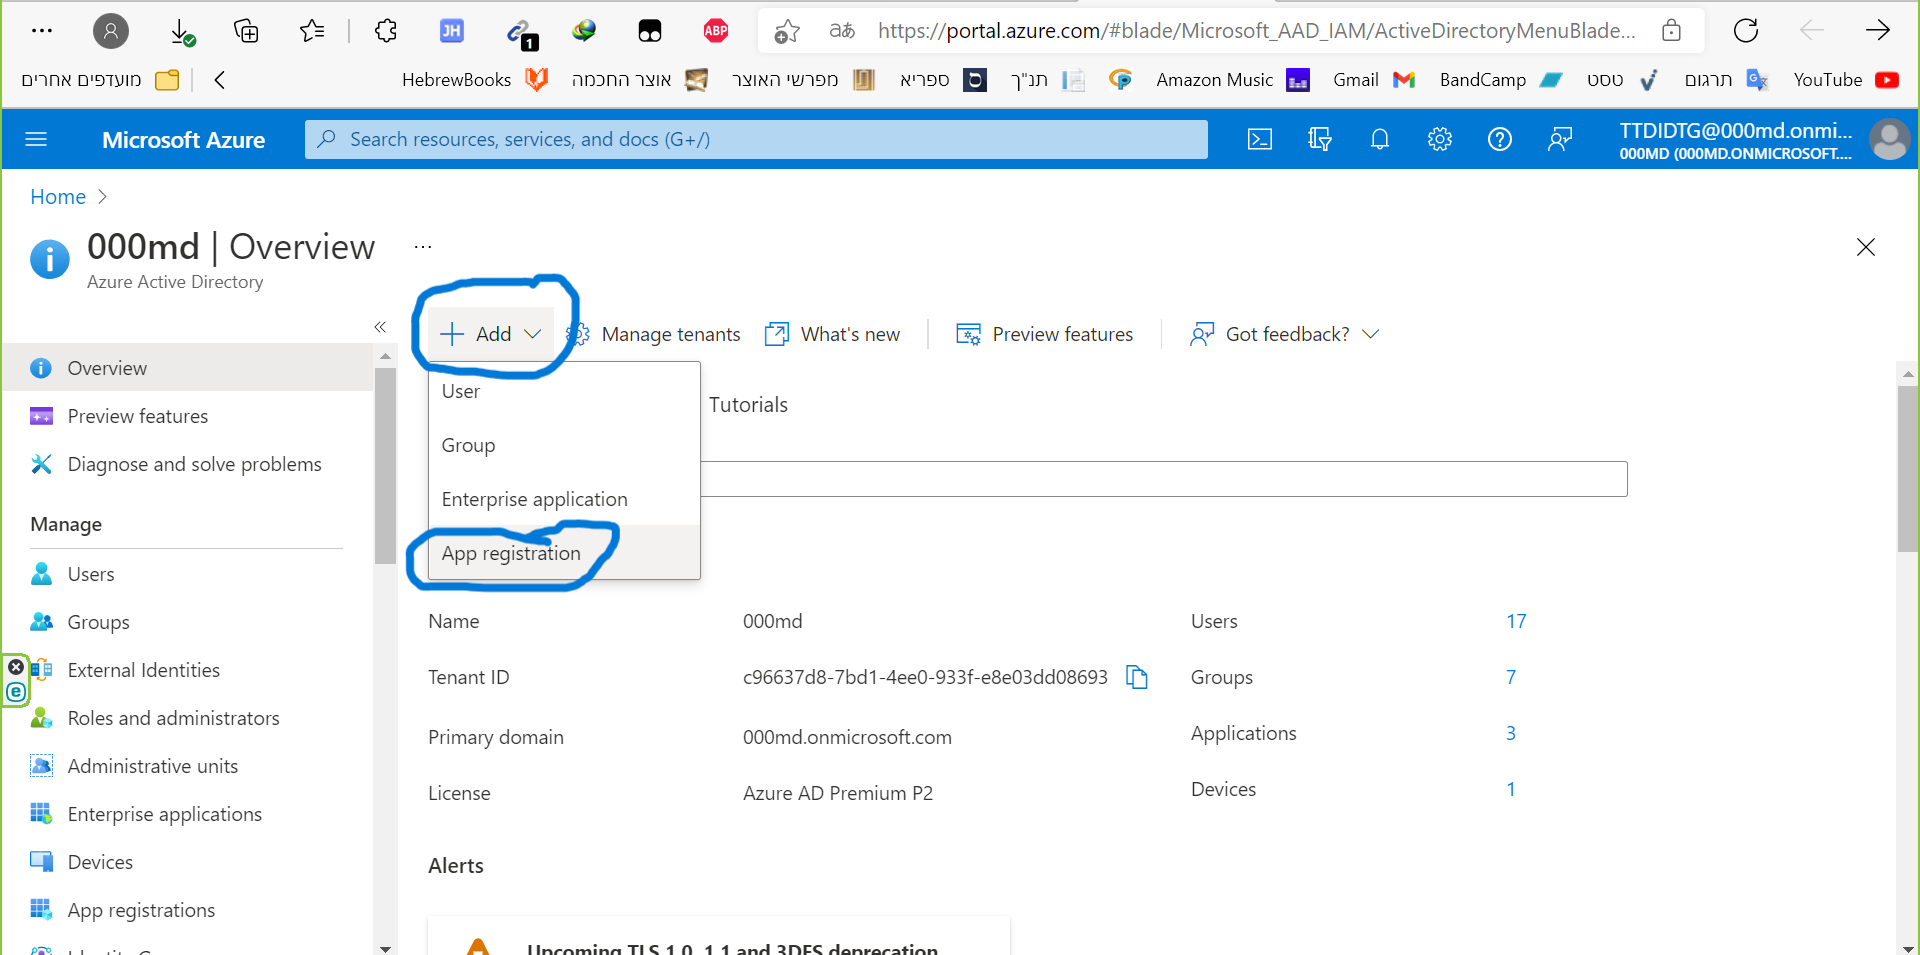 https://portal.azure.com/#blade/Microsoft_AAD_IAM/ActiveDirectoryMenuBlade...
aあ
ABP
1
JH
מועדפים אחרים
HebrewBooks
אוצר החכמה
מפרשי האוצר
ספריא
תנ"ך
Amazon Music
Gmail
BandCamp
טסט
תרגום
YouTube
Microsoft Azure
Search resources, services, and docs (G+/)
TTDIDTG@000md.onmi...
000MD (000MD.ONMICROSOFT....
Home
000md | Overview
...
Azure Active Directory
Add
Manage tenants
What's new
Preview features
Got feedback?
Overview
Preview features
Diagnose and solve problems
Manage
Users
Groups
External Identities
Roles and administrators
Administrative units
Enterprise applications
Devices
App registrations
User
Group
Enterprise application
App registration
Tutorials
Name 000md
Tenant ID c96637d8-7bd1-4ee0-933f-e8e03dd08693
Primary domain 000md.onmicrosoft.com
License Azure AD Premium P2
Users 17
Groups 7
Applications 3
Devices 1
Alerts
Upcoming TLS 1.0, 1.1 and 3DES deprecation